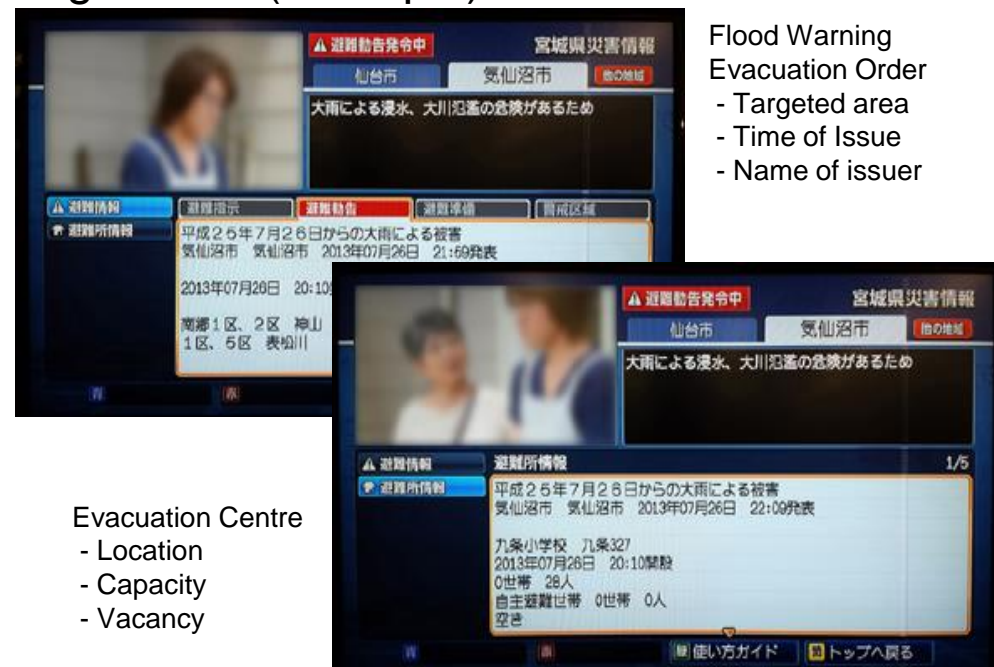 避難勧告発令中
宮城県災害情報
仙台市
気仙沼市
他の地域
大雨による浸水、大川氾濫の危険があるため
避難情報
避難所情報
避難指示
避難勧告
避難準備
警戒区域
平成25年7月26日からの大雨による被害
気仙沼市 気仙沼市 2013年07月26日 21:59発表
2013年07月26日 20:10
南郷1区、2区 神山
1区、5区 表松川
青
赤
Flood Warning
Evacuation Order
- Targeted area
- Time of Issue
- Name of issuer
避難勧告発令中
宮城県災害情報
仙台市
気仙沼市
他の地域
大雨による浸水、大川氾濫の危険があるため
避難情報
避難所情報
避難所情報
1/5
平成25年7月26日からの大雨による被害
気仙沼市 気仙沼市 2013年07月26日 22:09発表
九条小学校 九条327
2013年07月26日 20:10開設
0世帯 28人
自主避難世帯 0世帯 0人
空き
青
赤
緑 使い方ガイド
黄 トップへ戻る
Evacuation Centre
- Location
- Capacity
- Vacancy